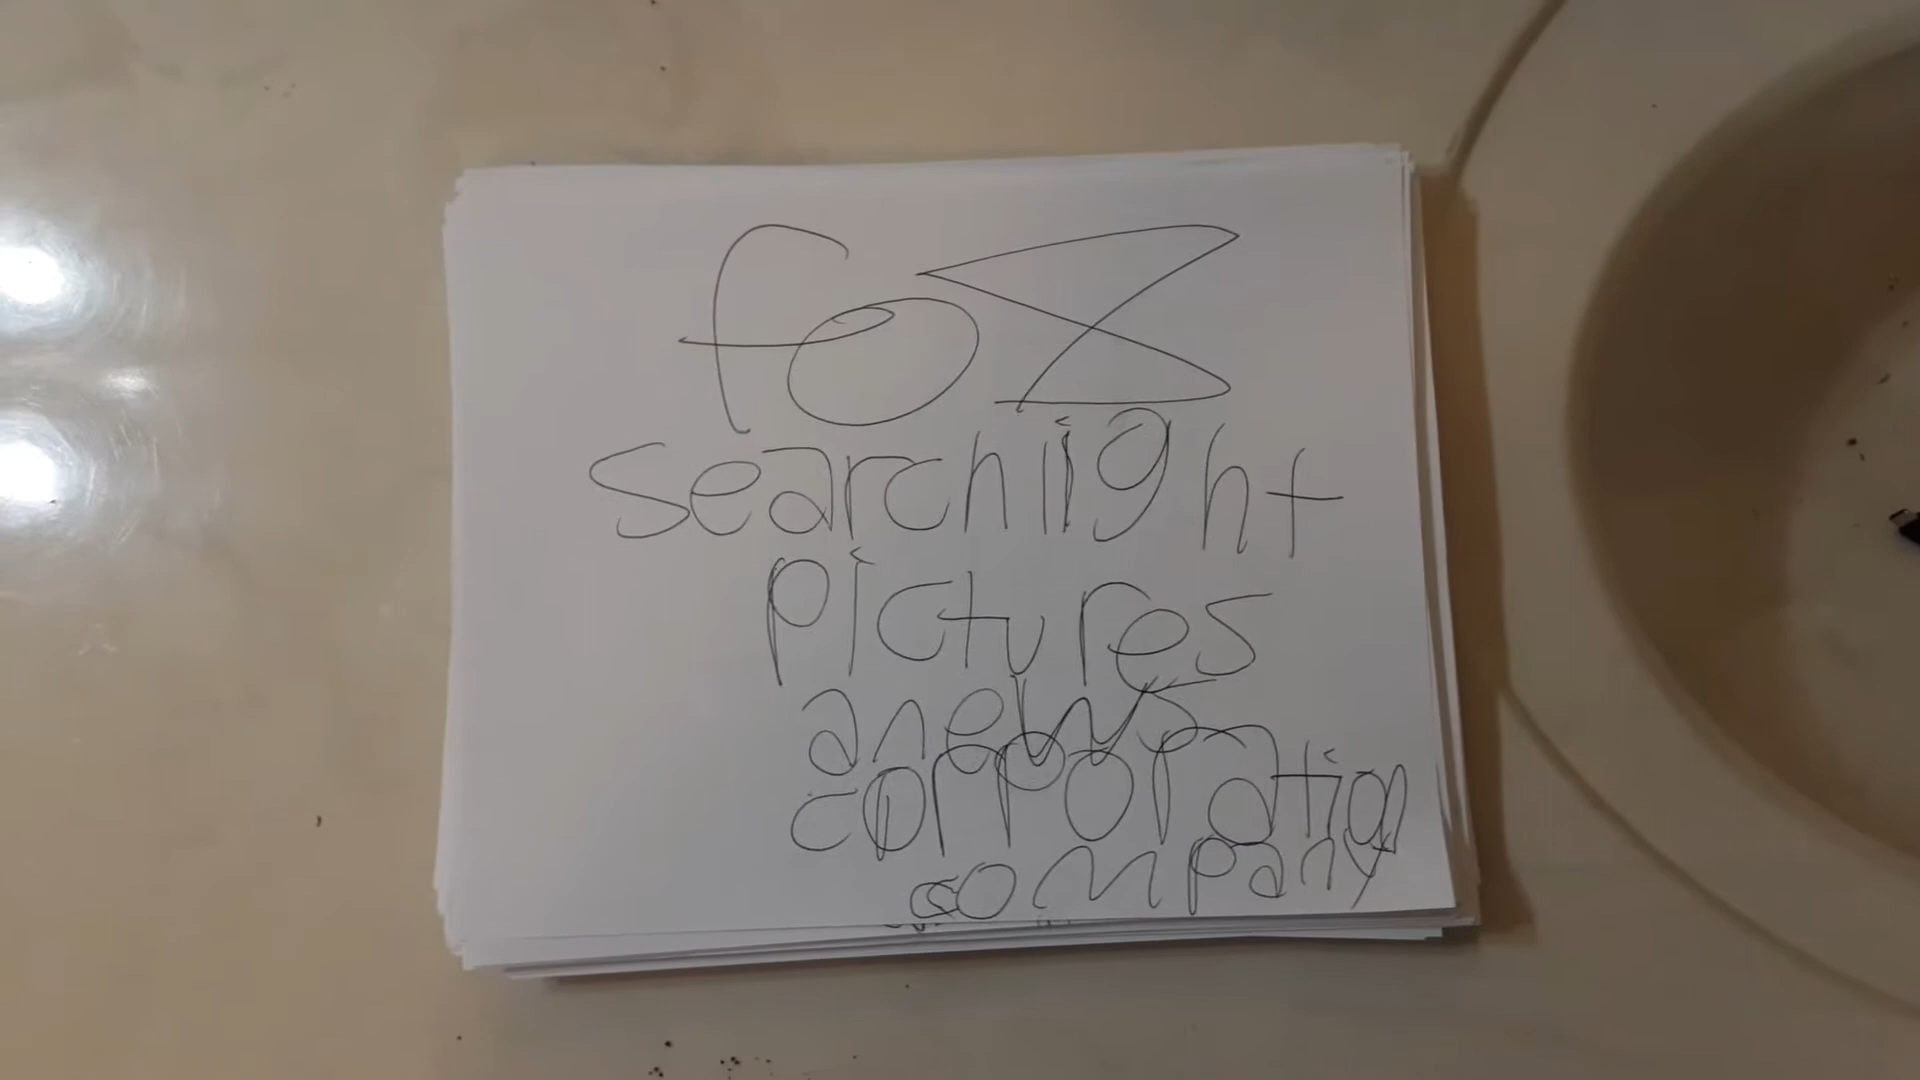 fox
searchlight
pictures
a news
corporation
company